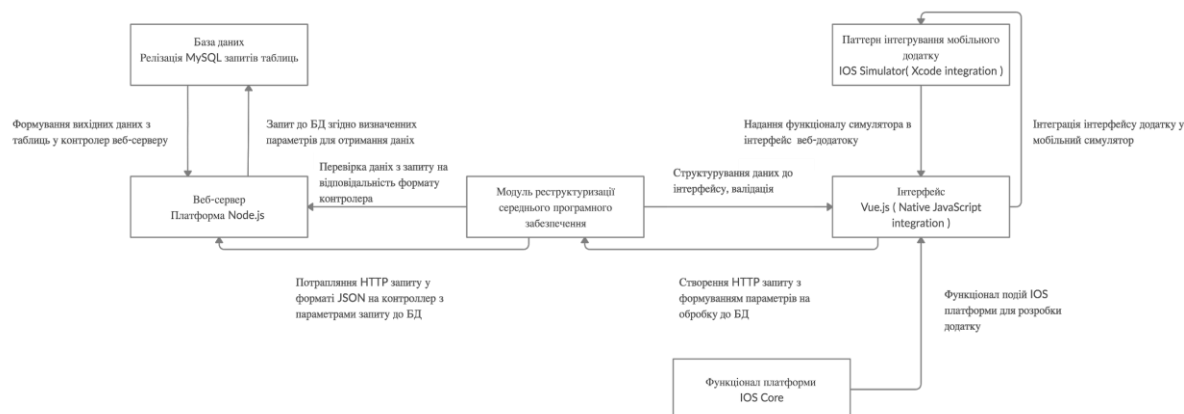 База даних
Релізація MySQL запитів таблиць
Паттерн інтегрування мобільного
додатку
IOS Simulator( Xcode integration )
Формування вихідних даних з
таблиць у контролер веб-серверу
Запит до БД згідно визначенних
параметрів для отримання даніх
Надання функціоналу симулятора в
інтерфейс веб-додатоку
Інтеграція інтерфейсу додатку у
мобільний симулятор
Перевірка даніх з запиту на
відповідальність формату
контролера
Структурування даних до
інтерфейсу, валідація
Веб-сервер
Платформа Node.js
Модуль реструктуризації
середнього програмного
забезпечення
Інтерфейс
Vue.js ( Native JavaScript
integration )
Потрапляння HTTP запиту у
форматі JSON на контроллер з
параметрами запиту до БД
Створення HTTP запиту з
формуванням параметрів на
обробку до БД
Функціонал подій IOS
платформи для розробки
додатку
Функціонал платформи
IOS Core